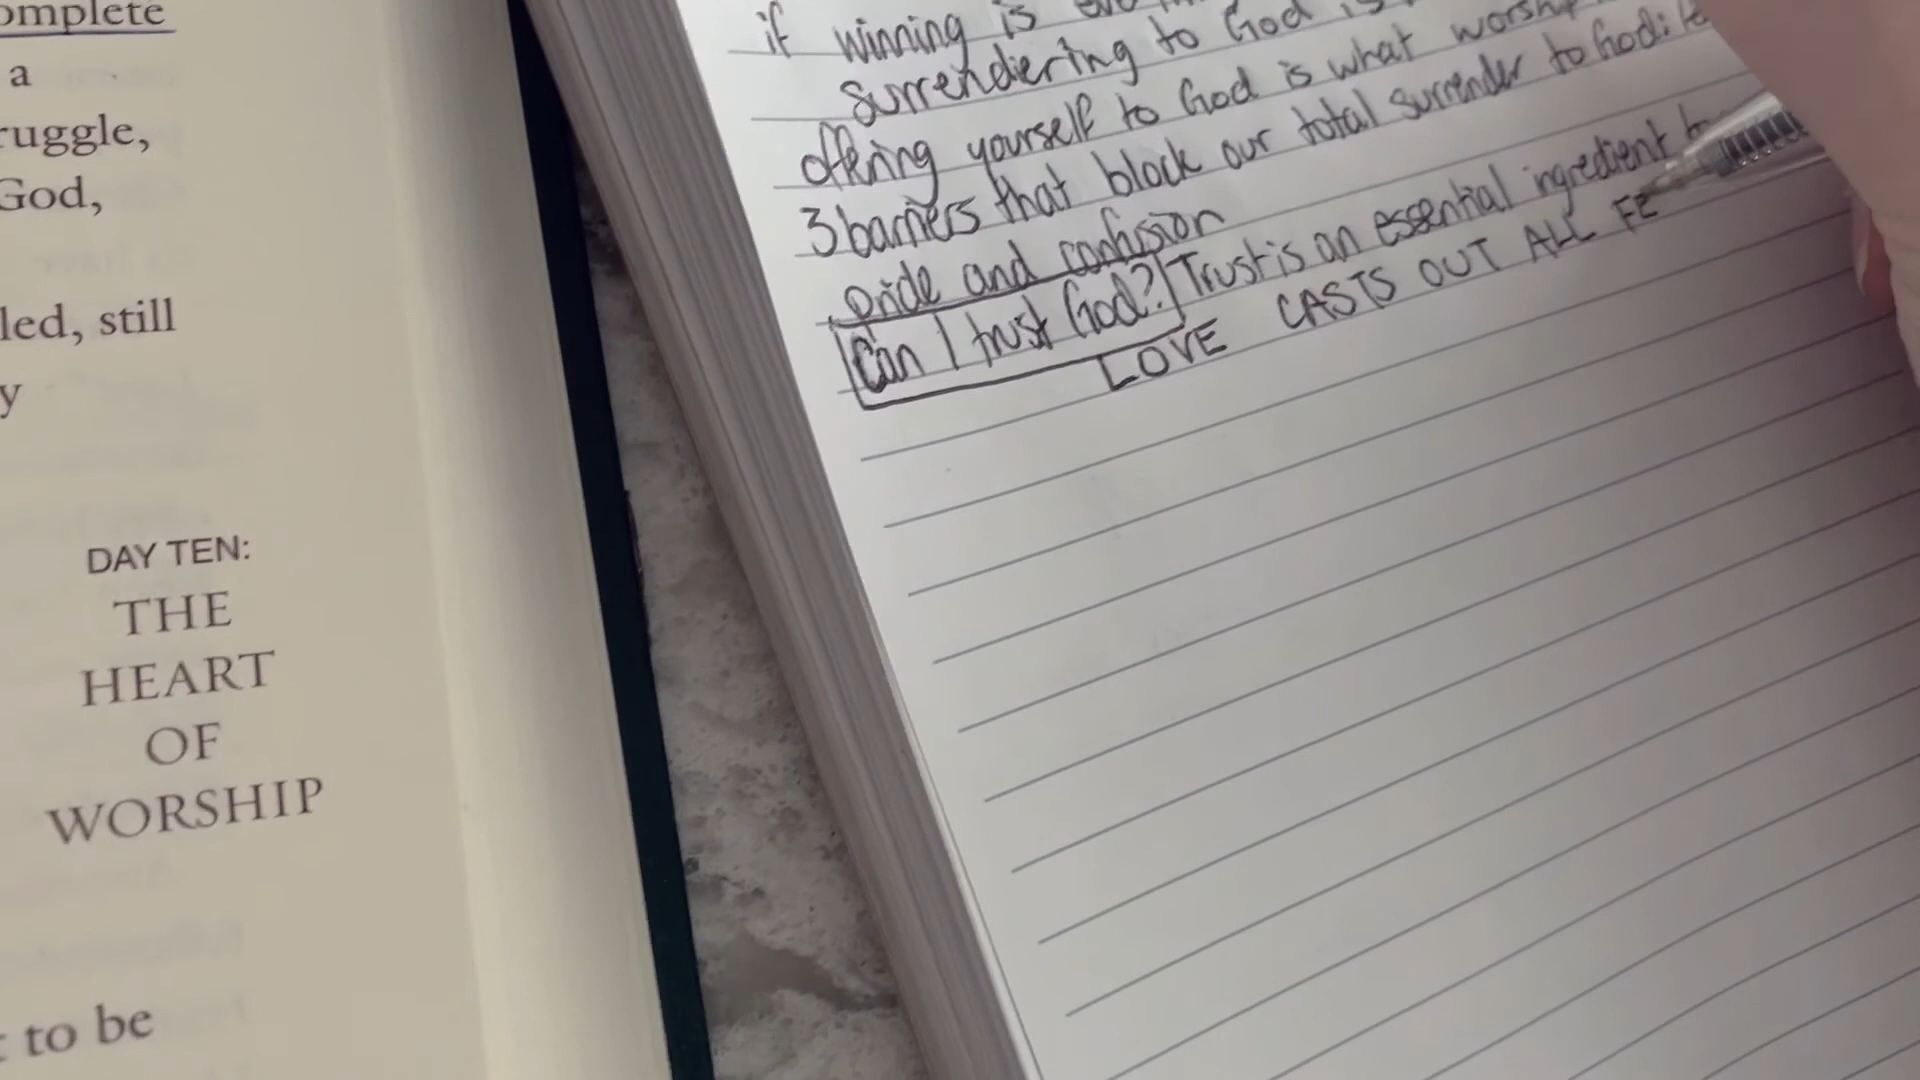 omplete
a
ruggle,
God,
led, still
y
DAY TEN:
THE
HEART
OF
WORSHIP
to be
if winning is
surrendering to God is
offering yourself to God is what worship
3 barriers that block our total surrender to God:
pride and confusion
Can I trust God? Trust is an essential ingredient
LOVE CASTS OUT ALL FE